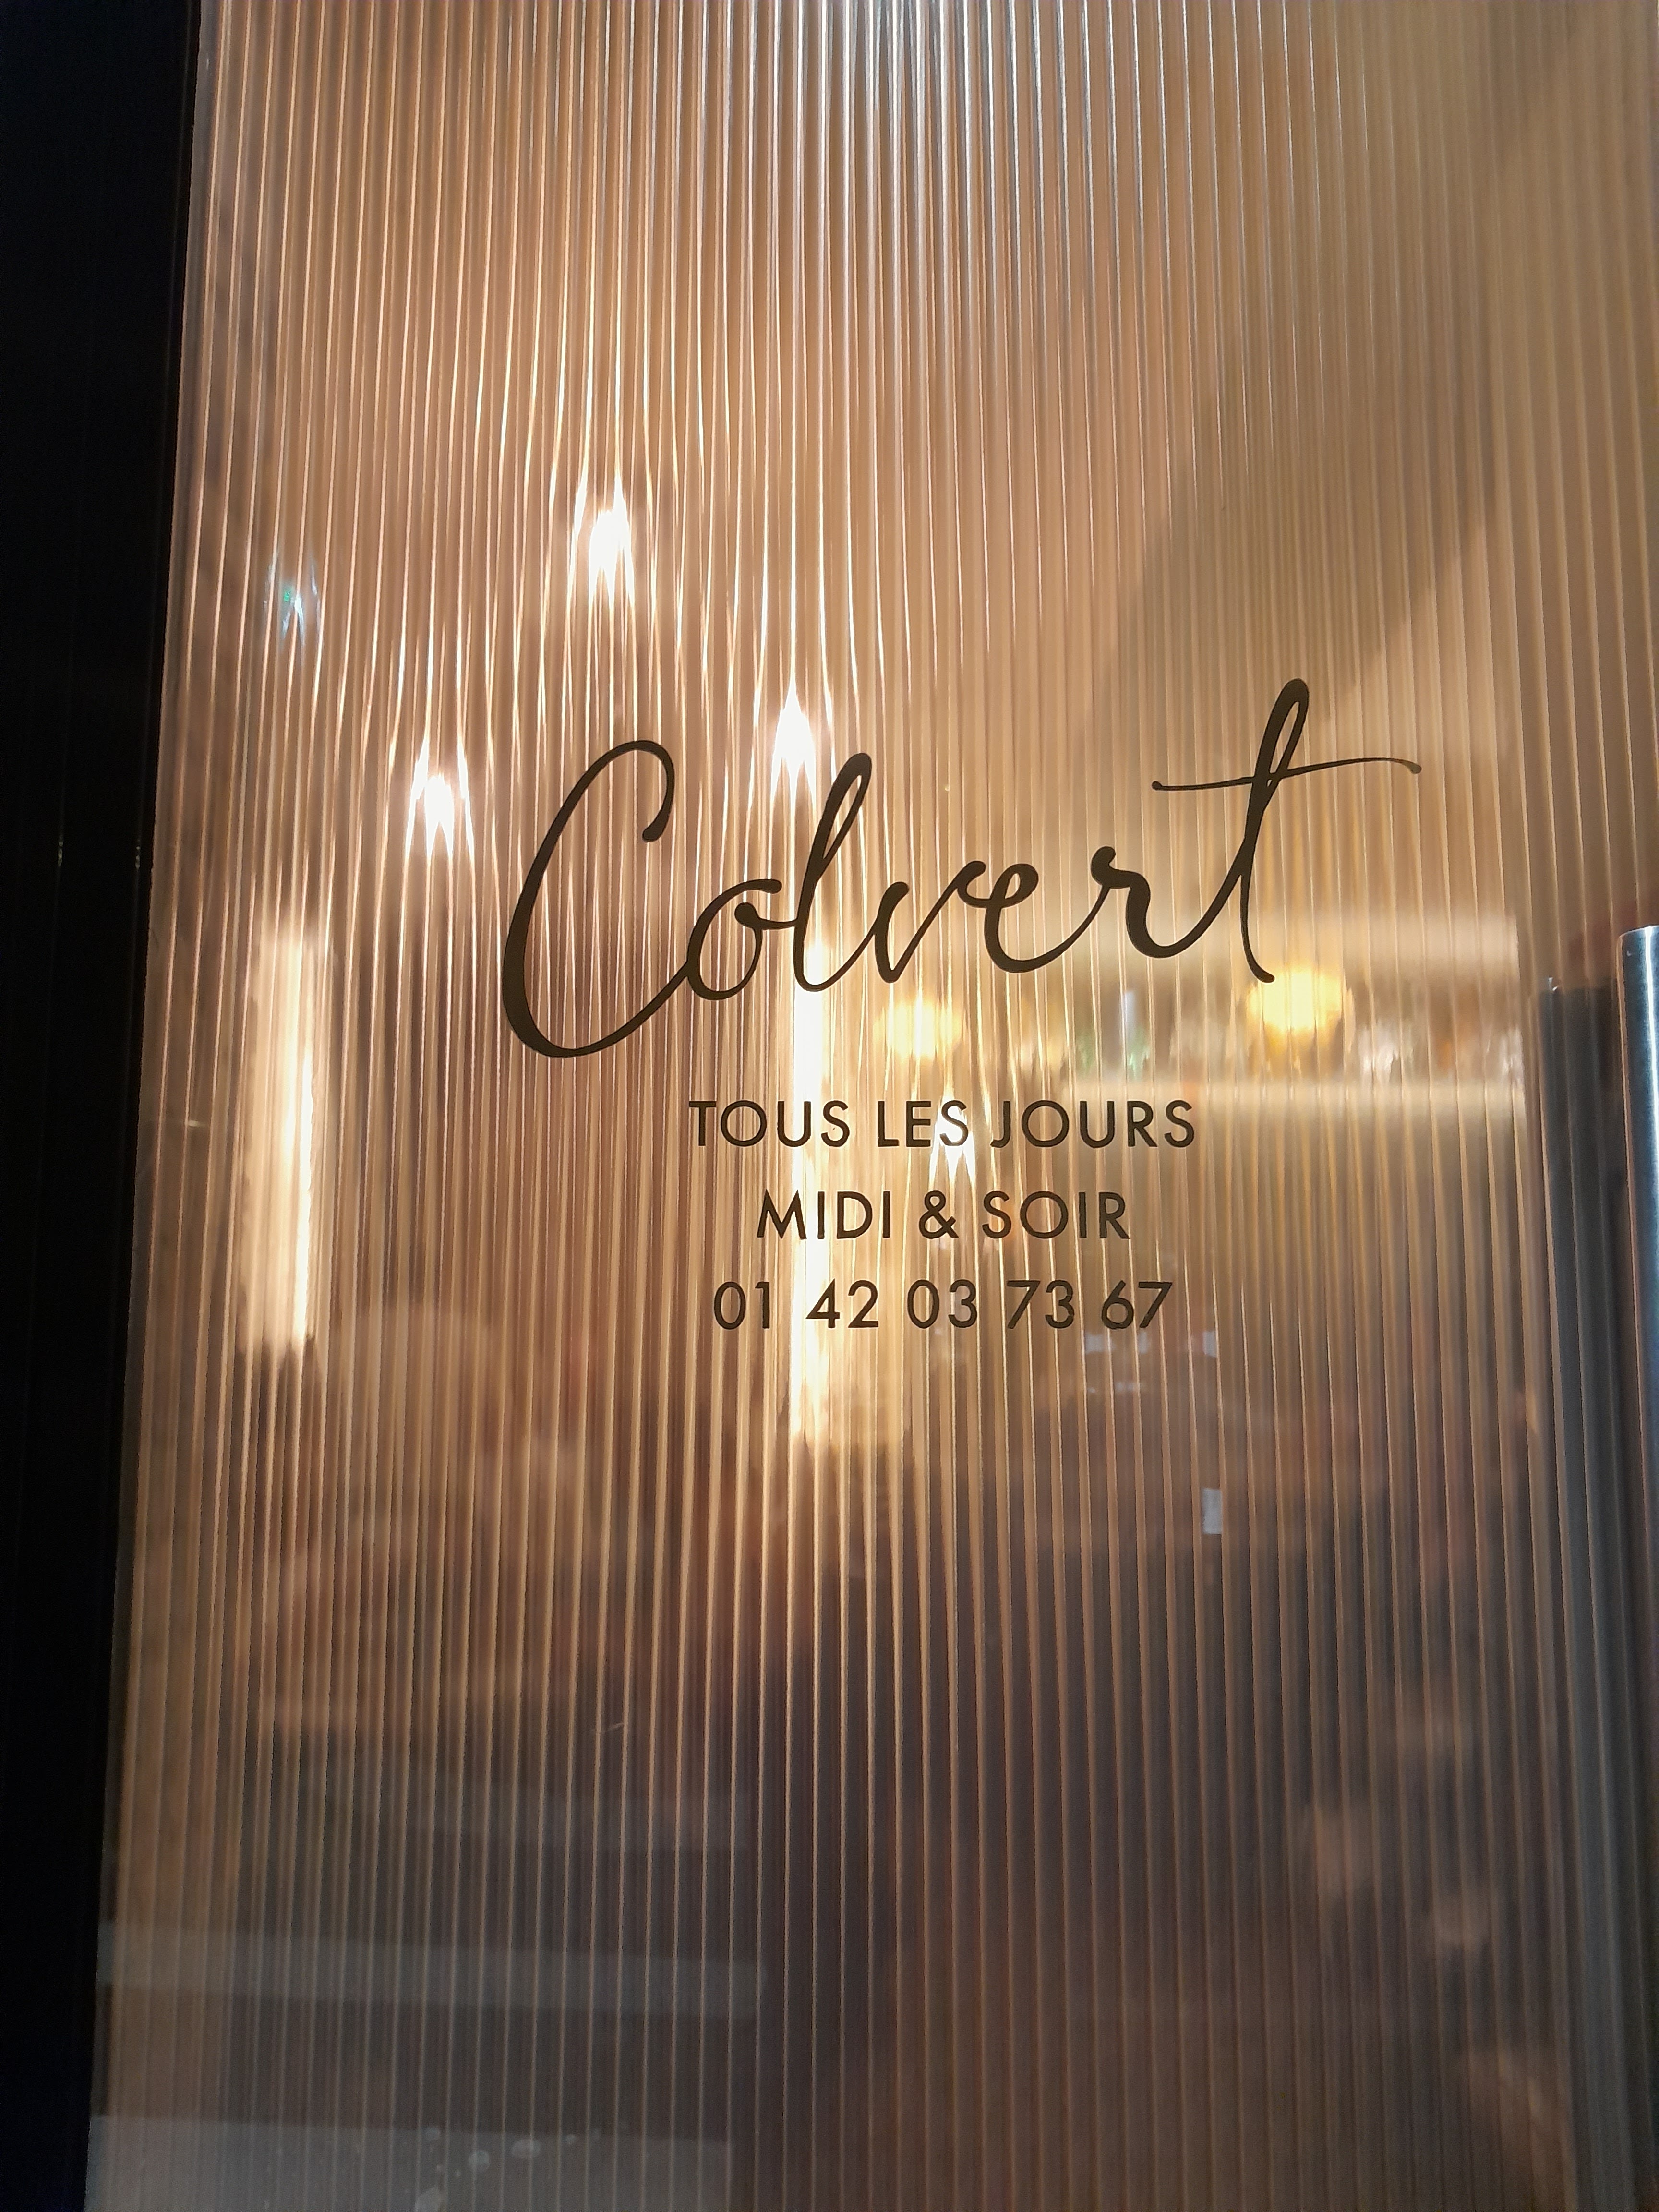 Colvert
TOUS LES JOURS
MIDI & SOIR
01 42 03 73 67